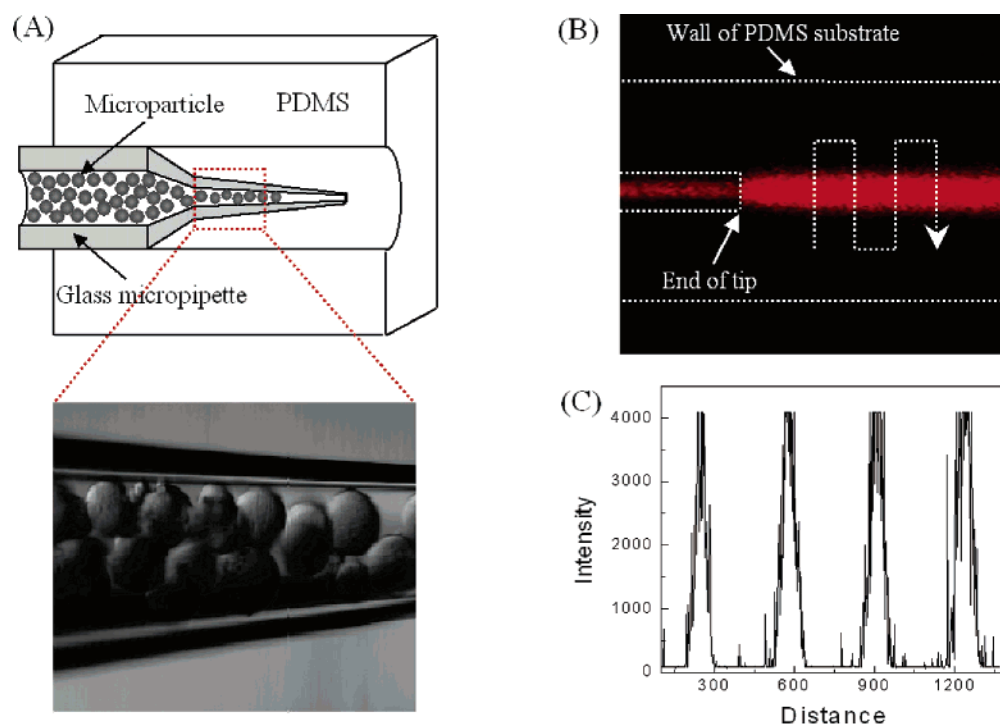 (A)
Microparticle
PDMS
Glass micropipette
(B)
Wall of PDMS substrate
End of tip
(C)
4000
3000
2000
1000
0
Intensity
300 600 900 1200
Distance